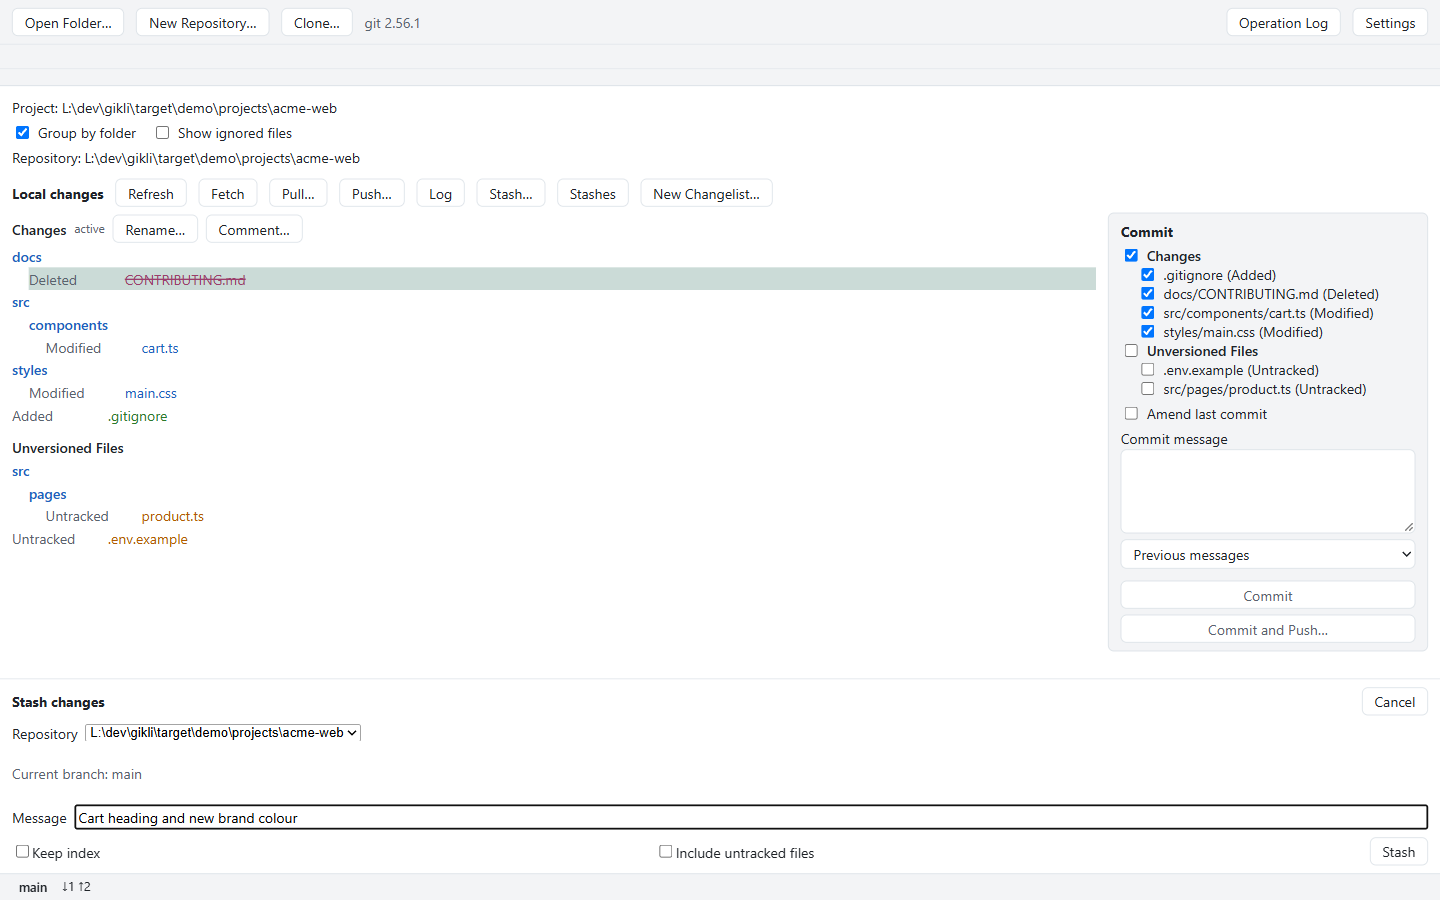 Open Folder... New Repository... Clone... git 2.56.1 Operation Log Settings
Project: L:\dev\gikli\target\demo\projects\acme-web
Group by folder Show ignored files
Repository: L:\dev\gikli\target\demo\projects\acme-web
Local changes Refresh Fetch Pull... Push... Log Stash... Stashes New Changelist...
Changes active Rename... Comment...
docs
Deleted CONTRIBUTING.md
src
components
Modified cart.ts
styles
Modified main.css
Added .gitignore
Unversioned Files
src
pages
Untracked product.ts
Untracked .env.example
Commit
Changes
.gitignore (Added)
docs/CONTRIBUTING.md (Deleted)
src/components/cart.ts (Modified)
styles/main.css (Modified)
Unversioned Files
.env.example (Untracked)
src/pages/product.ts (Untracked)
Amend last commit
Commit message
Previous messages
Commit
Commit and Push...
Stash changes Cancel
Repository L:\dev\gikli\target\demo\projects\acme-web
Current branch: main
Message Cart heading and new brand colour
Keep index Include untracked files Stash
main ↓1 ↑2